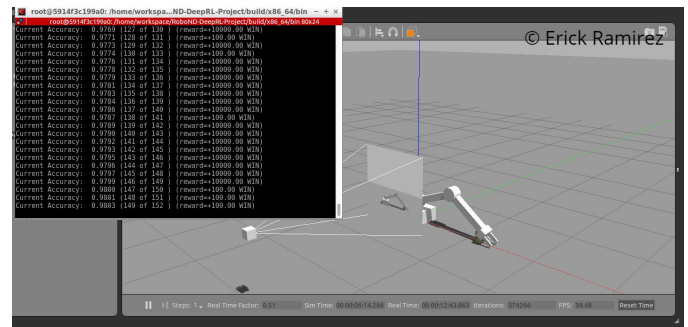 root@5914f3c199a0: /home/workspa...ND-DeepRL-Project/build/x86_64/bin
root@5914f3c199a0: /home/workspace/RoboND-DeepRL-Project/build/x86_64/bin 80x24
Current Accuracy: 0.9769 (127 of 130 ) (reward=+10000.00 WIN)
Current Accuracy: 0.9771 (128 of 131 ) (reward=+100.00 WIN)
Current Accuracy: 0.9773 (129 of 132 ) (reward=+10000.00 WIN)
Current Accuracy: 0.9774 (130 of 133 ) (reward=+100.00 WIN)
Current Accuracy: 0.9776 (131 of 134 ) (reward=+10000.00 WIN)
Current Accuracy: 0.9778 (132 of 135 ) (reward=+10000.00 WIN)
Current Accuracy: 0.9779 (133 of 136 ) (reward=+10000.00 WIN)
Current Accuracy: 0.9781 (134 of 137 ) (reward=+10000.00 WIN)
Current Accuracy: 0.9783 (135 of 138 ) (reward=+10000.00 WIN)
Current Accuracy: 0.9784 (136 of 139 ) (reward=+10000.00 WIN)
Current Accuracy: 0.9786 (137 of 140 ) (reward=+10000.00 WIN)
Current Accuracy: 0.9787 (138 of 141 ) (reward=+100.00 WIN)
Current Accuracy: 0.9789 (139 of 142 ) (reward=+10000.00 WIN)
Current Accuracy: 0.9790 (140 of 143 ) (reward=+10000.00 WIN)
Current Accuracy: 0.9792 (141 of 144 ) (reward=+10000.00 WIN)
Current Accuracy: 0.9793 (142 of 145 ) (reward=+10000.00 WIN)
Current Accuracy: 0.9795 (143 of 146 ) (reward=+10000.00 WIN)
Current Accuracy: 0.9796 (144 of 147 ) (reward=+10000.00 WIN)
Current Accuracy: 0.9797 (145 of 148 ) (reward=+10000.00 WIN)
Current Accuracy: 0.9799 (146 of 149 ) (reward=+10000.00 WIN)
Current Accuracy: 0.9800 (147 of 150 ) (reward=+100.00 WIN)
Current Accuracy: 0.9801 (148 of 151 ) (reward=+100.00 WIN)
Current Accuracy: 0.9803 (149 of 152 ) (reward=+100.00 WIN)
© Erick Ramirez
Steps: 1 Real Time Factor: 0.51 Sim Time: 00 00:06:14.266 Real Time: 00 00:12:43.863 Iterations: 374266 FPS: 39.48 Reset Time